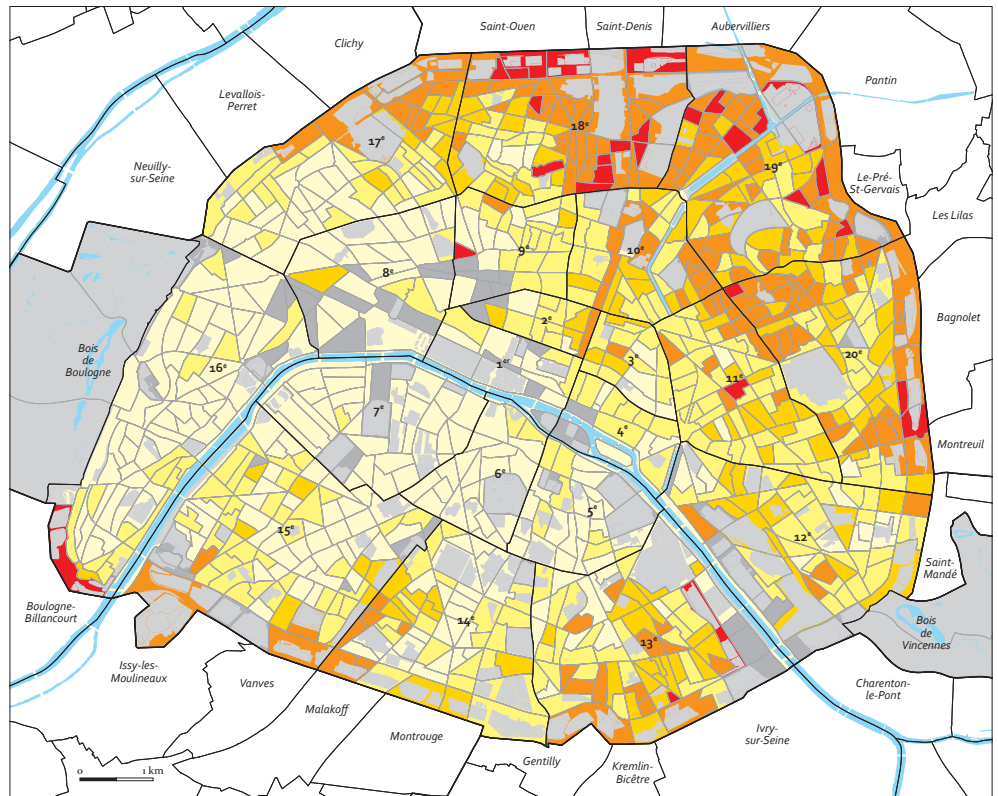 Saint-Ouen
Saint-Denis
Aubervilliers
Clichy
Pantin
Levallois-
Perret
Neuilly-
sur-Seine
Le-Pré-
St-Gervais
Les Lilas
Bagnolet
Montreuil
Saint-
Mandé
Bois
de
Vincennes
Charenton-
le-Pont
Ivry-
sur-Seine
Kremlin-
Bicêtre
Gentilly
Montrouge
Malakoff
Vanves
Issy-les-
Moulineaux
Boulogne-
Billancourt
Bois
de
Boulogne
17e
18e
19e
8e
9e
10e
2e
1er
3e
16e
7e
11e
20e
4e
6e
5e
15e
12e
14e
13e
0 1 km